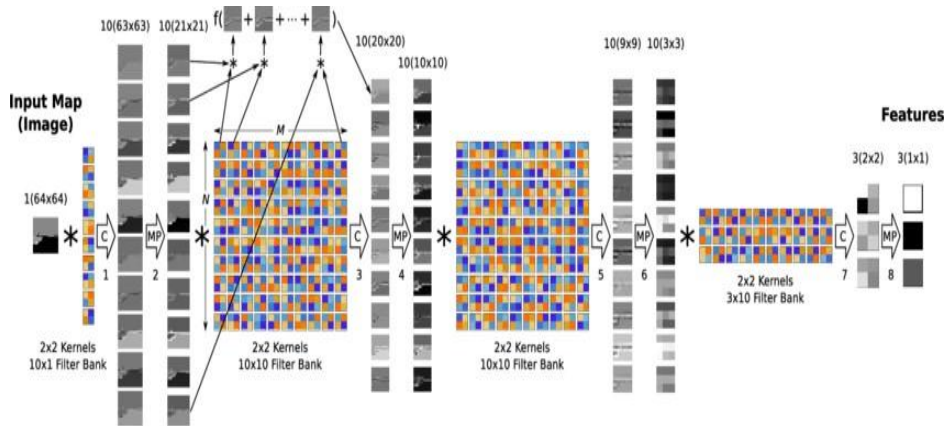 f( + + ⋯ + )
10(63x63) 10(21x21)
10(20x20)
10(10x10)
10(9x9) 10(3x3)
Input Map
(Image)
Features
M
N
1(64x64)
3(2x2) 3(1x1)
* * *
* C MP * C MP * C MP * C MP
1 2 3 4 5 6 7 8
2x2 Kernels
10x1 Filter Bank
2x2 Kernels
10x10 Filter Bank
2x2 Kernels
10x10 Filter Bank
2x2 Kernels
3x10 Filter Bank